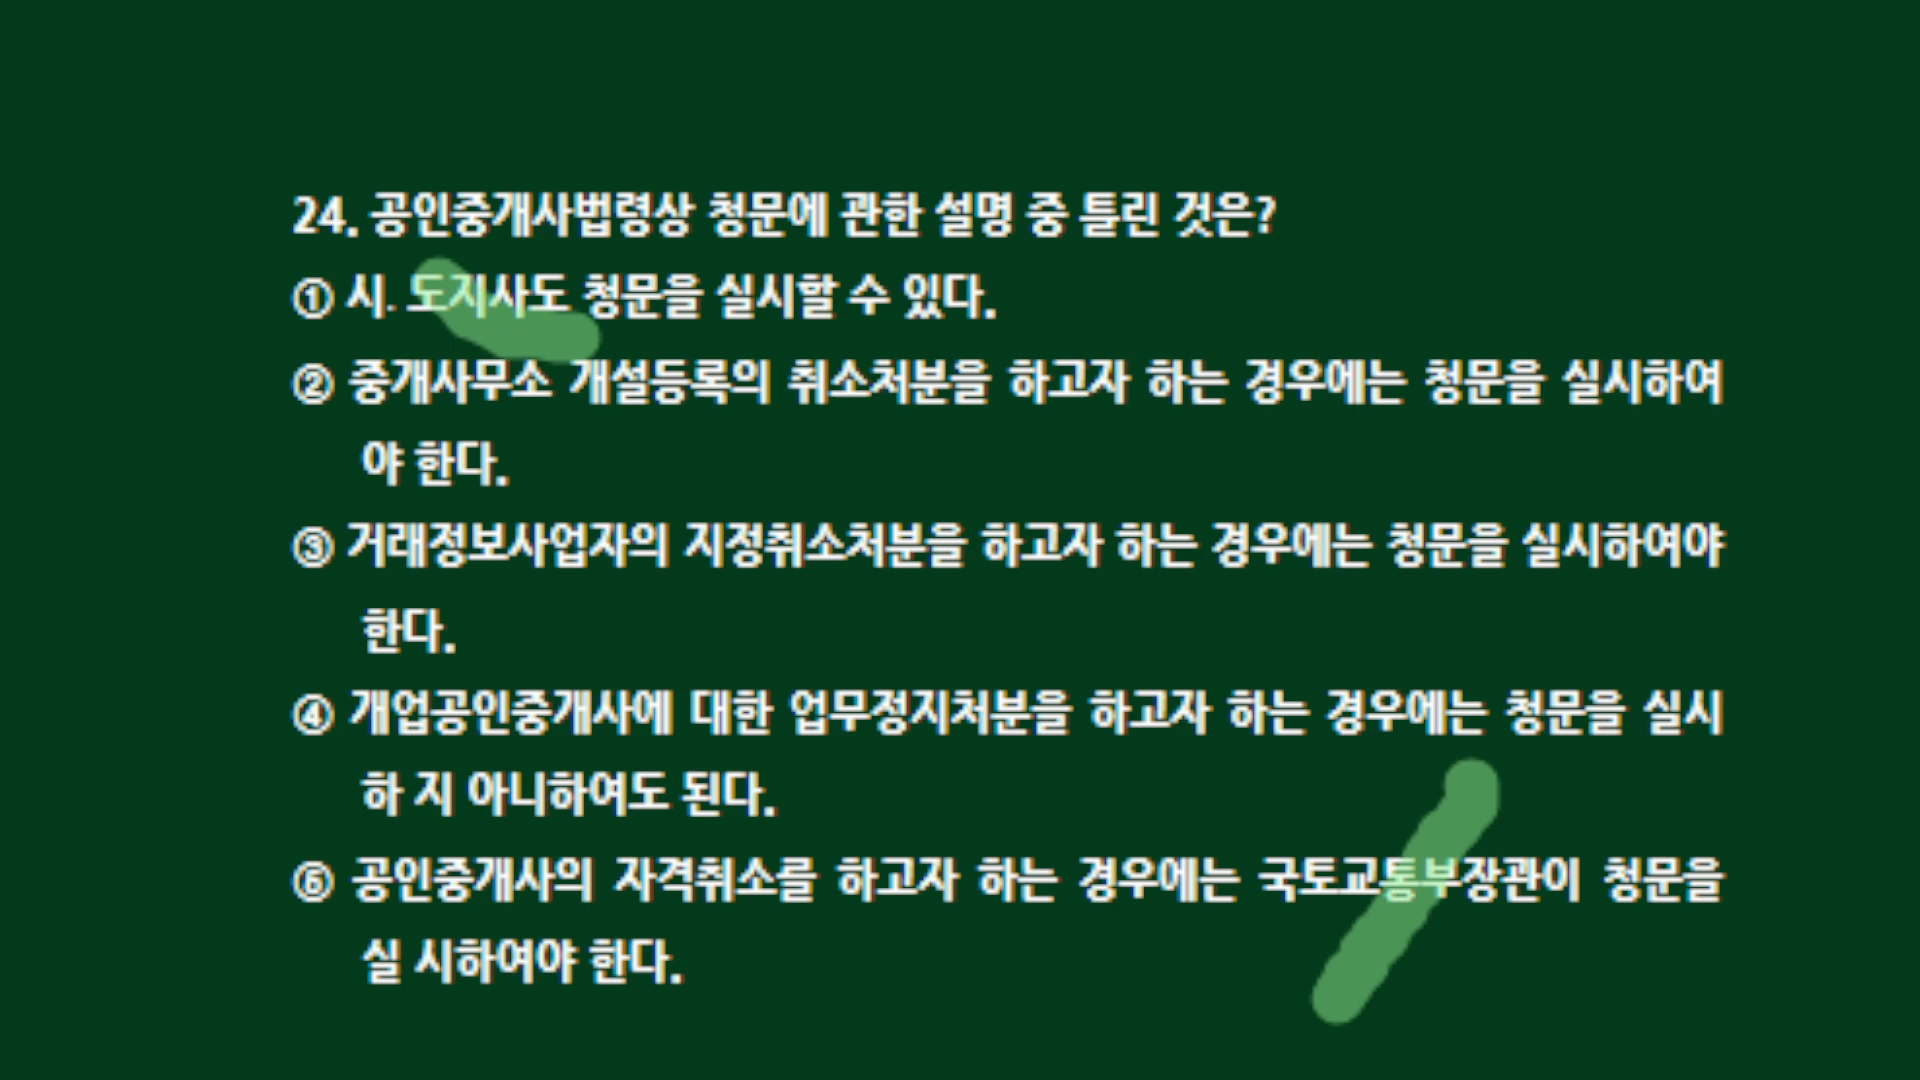 24. 공인중개사법령상 청문에 관한 설명 중 틀린 것은?
① 시. 도지사도 청문을 실시할 수 있다.
② 중개사무소 개설등록의 취소처분을 하고자 하는 경우에는 청문을 실시하여
야 한다.
③ 거래정보사업자의 지정취소처분을 하고자 하는 경우에는 청문을 실시하여야
한다.
④ 개업공인중개사에 대한 업무정지처분을 하고자 하는 경우에는 청문을 실시
하 지 아니하여도 된다.
⑤ 공인중개사의 자격취소를 하고자 하는 경우에는 국토교통부장관이 청문을
실 시하여야 한다.